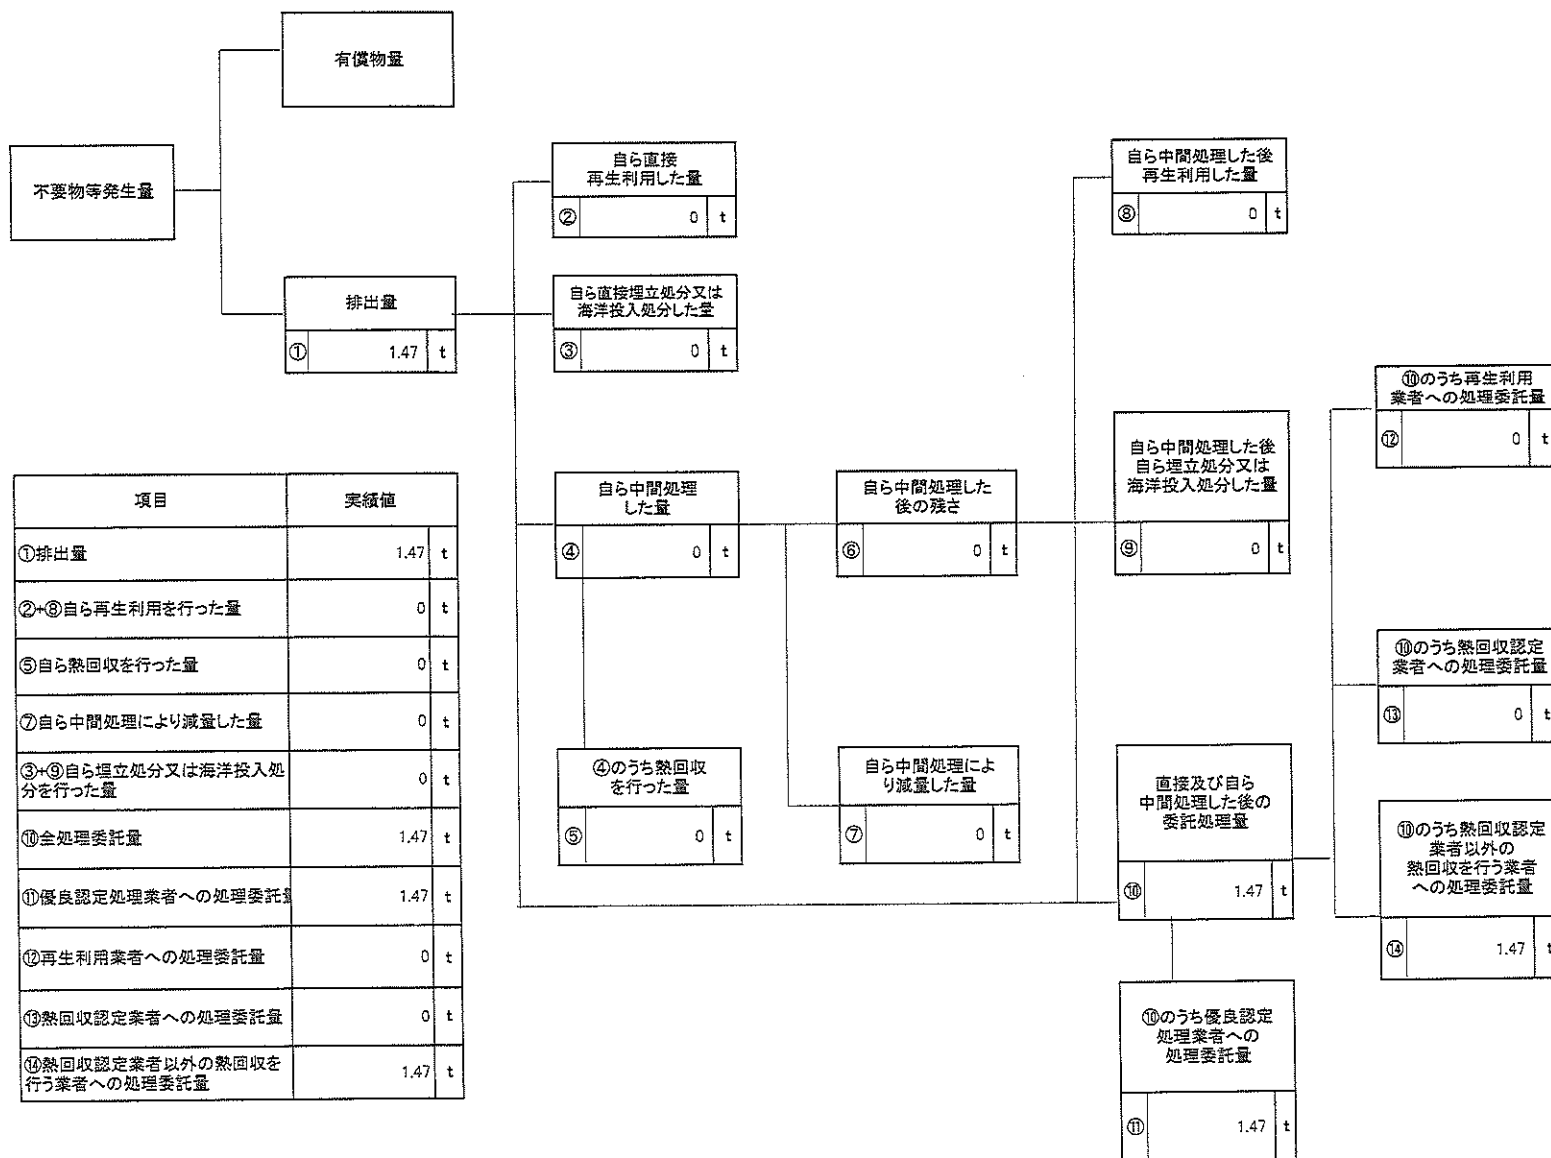 有償物量
不要物等発生量
排出量
① 1.47 t
自ら直接
再生利用した量
② 0 t
自ら直接埋立処分又は
海洋投入処分した量
③ 0 t
自ら中間処理
した量
④ 0 t
④のうち熱回収
を行った量
⑤ 0 t
自ら中間処理した
後の残さ
⑥ 0 t
自ら中間処理によ
り減量した量
⑦ 0 t
自ら中間処理した後
再生利用した量
⑧ 0 t
自ら中間処理した後
自ら埋立処分又は
海洋投入処分した量
⑨ 0 t
直接及び自ら
中間処理した後の
委託処理量
⑩ 1.47 t
⑩のうち優良認定
処理業者への
処理委託量
⑪ 1.47 t
⑩のうち再生利用
業者への処理委託量
⑫ 0 t
⑩のうち熱回収認定
業者への処理委託量
⑬ 0 t
⑩のうち熱回収認定
業者以外の
熱回収を行う業者
への処理委託量
⑭ 1.47 t
項目 実績値
①排出量 1.47 t
②+⑧自ら再生利用を行った量 0 t
⑤自ら熱回収を行った量 0 t
⑦自ら中間処理により減量した量 0 t
③+⑨自ら埋立処分又は海洋投入処
分を行った量 0 t
⑩全処理委託量 1.47 t
⑪優良認定処理業者への処理委託量 1.47 t
⑫再生利用業者への処理委託量 0 t
⑬熱回収認定業者への処理委託量 0 t
⑭熱回収認定業者以外の熱回収を
行う業者への処理委託量 1.47 t